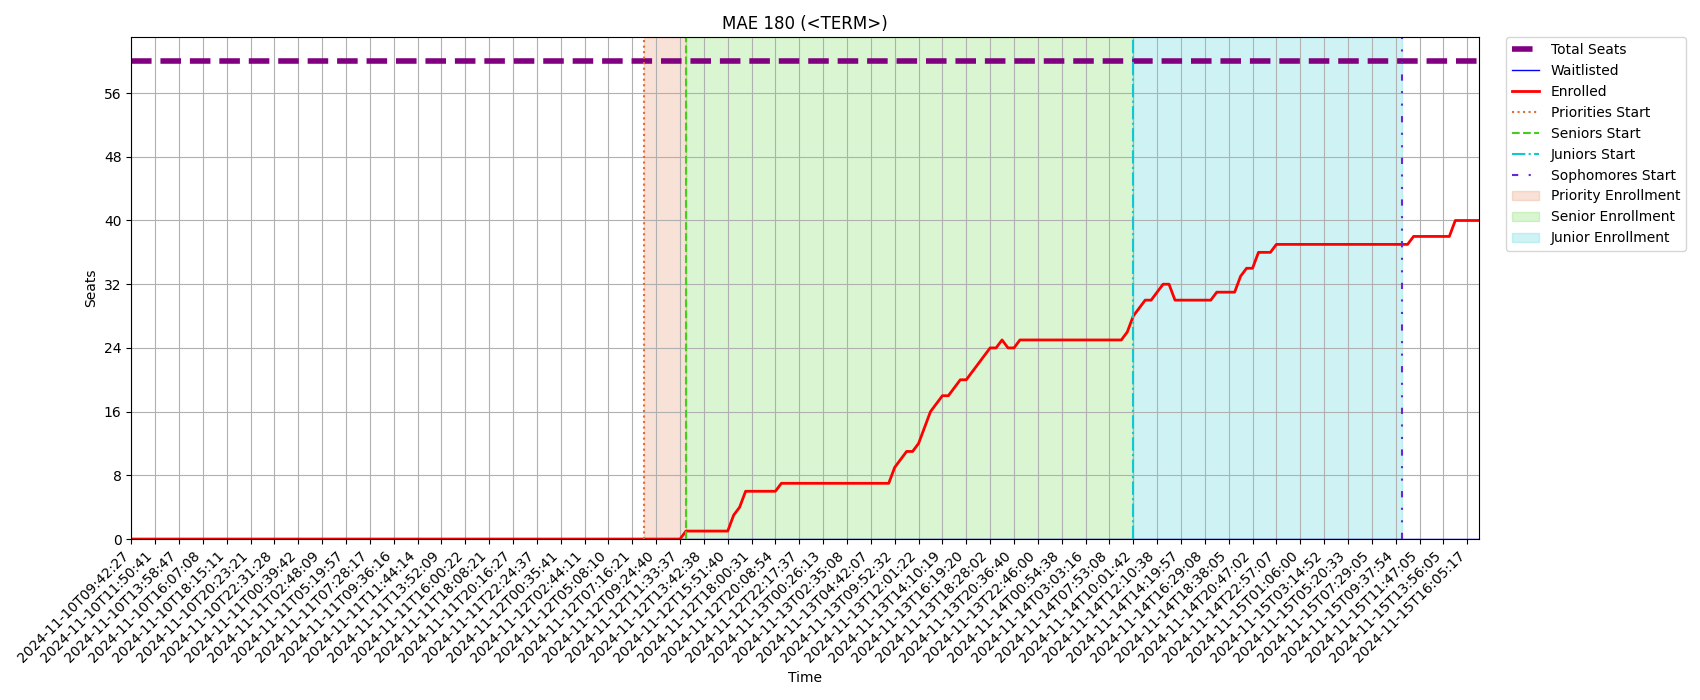 MAE 180 (<TERM>)
Total Seats
Waitlisted
Enrolled
Priorities Start
Seniors Start
Juniors Start
Sophomores Start
Priority Enrollment
Senior Enrollment
Junior Enrollment
Seats
56
48
40
32
24
16
8
0
2024-11-10T09:42:27
2024-11-10T11:50:41
2024-11-10T13:58:47
2024-11-10T16:07:08
2024-11-10T18:15:11
2024-11-10T20:23:21
2024-11-10T22:31:28
2024-11-11T00:39:42
2024-11-11T02:48:09
2024-11-11T05:19:57
2024-11-11T07:28:17
2024-11-11T09:36:16
2024-11-11T11:44:14
2024-11-11T13:52:09
2024-11-11T16:00:22
2024-11-11T18:08:21
2024-11-11T20:16:27
2024-11-11T22:24:37
2024-11-12T00:35:41
2024-11-12T02:44:11
2024-11-12T05:08:10
2024-11-12T07:16:21
2024-11-12T09:24:40
2024-11-12T11:33:37
2024-11-12T13:42:38
2024-11-12T15:51:40
2024-11-12T18:00:31
2024-11-12T20:08:54
2024-11-12T22:17:37
2024-11-13T00:26:13
2024-11-13T02:35:08
2024-11-13T04:42:07
2024-11-13T09:52:32
2024-11-13T12:01:22
2024-11-13T14:10:19
2024-11-13T16:19:20
2024-11-13T18:28:02
2024-11-13T20:36:40
2024-11-13T22:46:00
2024-11-14T00:54:38
2024-11-14T03:03:16
2024-11-14T07:53:08
2024-11-14T10:01:42
2024-11-14T12:10:38
2024-11-14T14:19:57
2024-11-14T16:29:08
2024-11-14T18:38:05
2024-11-14T20:47:02
2024-11-14T22:57:07
2024-11-15T01:06:00
2024-11-15T03:14:52
2024-11-15T05:20:33
2024-11-15T07:29:05
2024-11-15T09:37:54
2024-11-15T11:47:05
2024-11-15T13:56:05
2024-11-15T16:05:17
Time